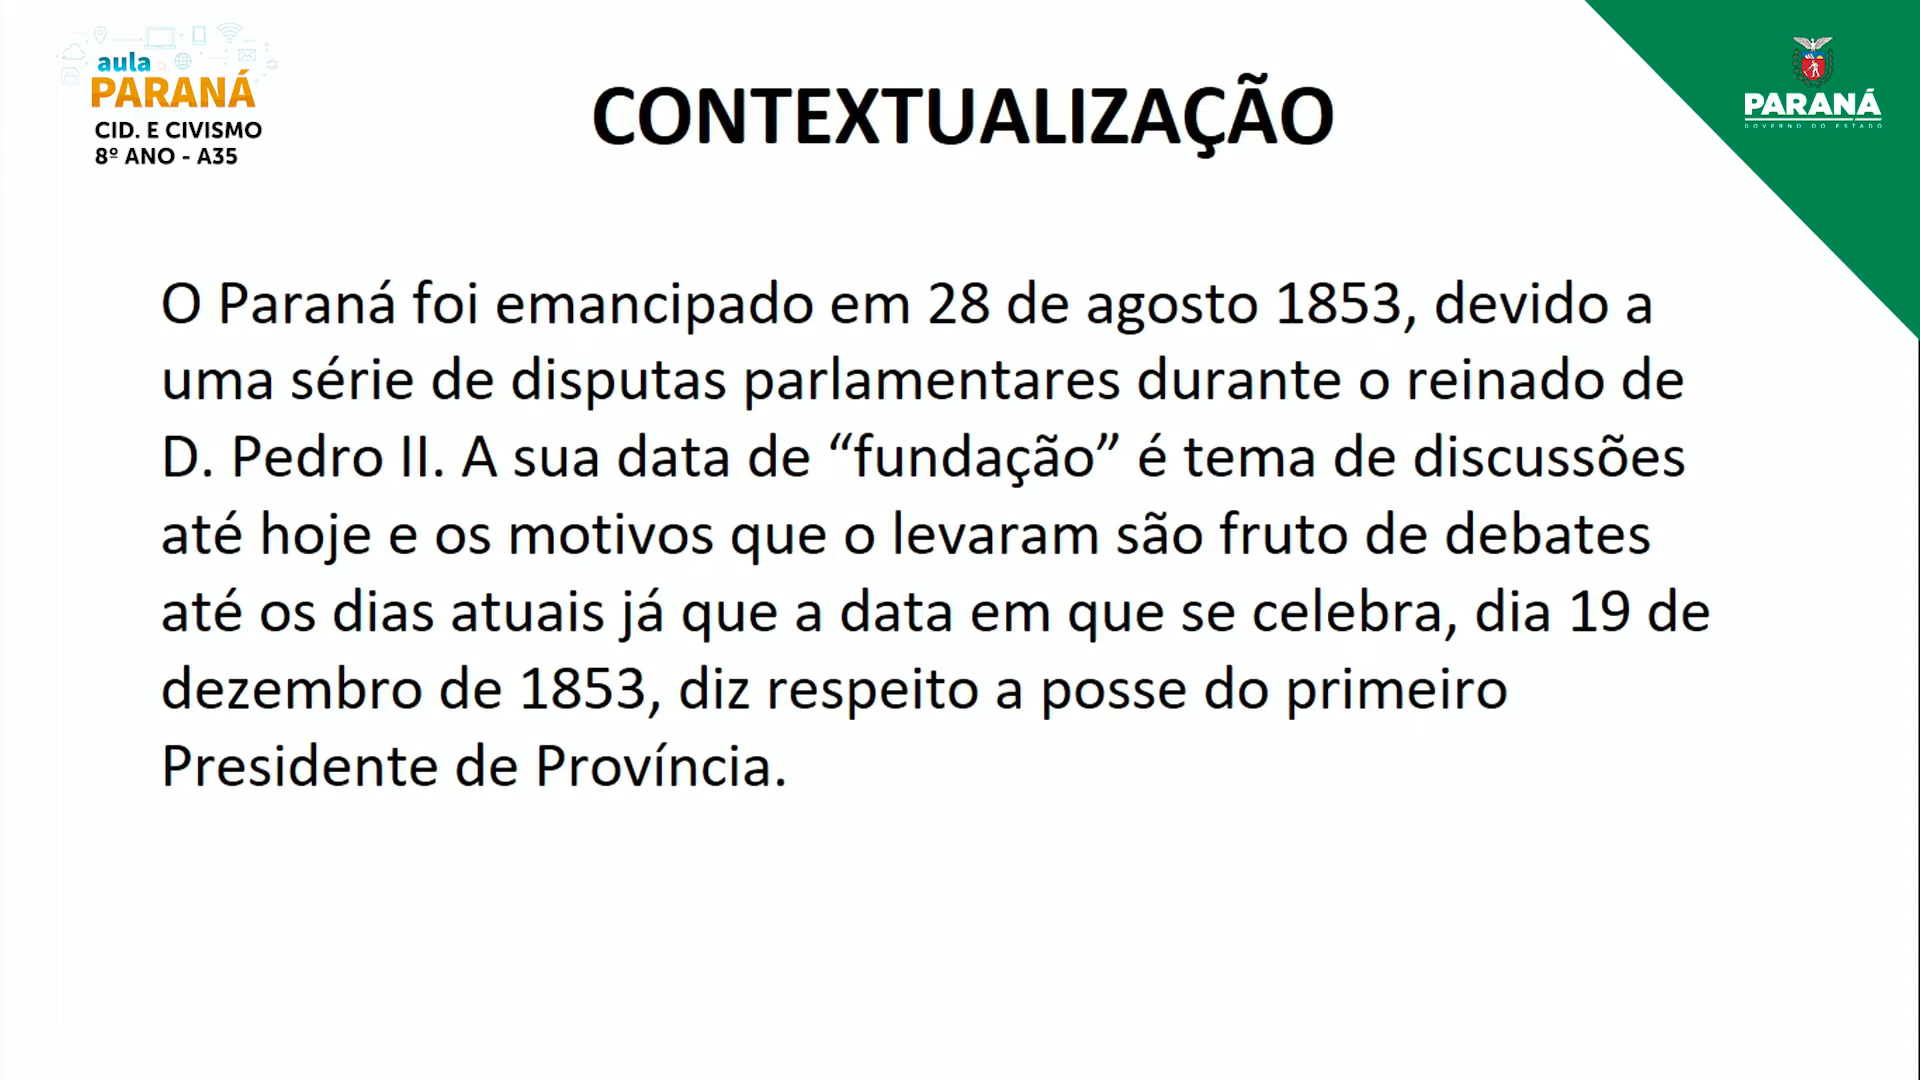 aula
PARANÁ
CID. E CIVISMO
8º ANO - A35
CONTEXTUALIZAÇÃO
PARANÁ
GOVERNO DO ESTADO
O Paraná foi emancipado em 28 de agosto 1853, devido a
uma série de disputas parlamentares durante o reinado de
D. Pedro II. A sua data de “fundação” é tema de discussões
até hoje e os motivos que o levaram são fruto de debates
até os dias atuais já que a data em que se celebra, dia 19 de
dezembro de 1853, diz respeito a posse do primeiro
Presidente de Província.